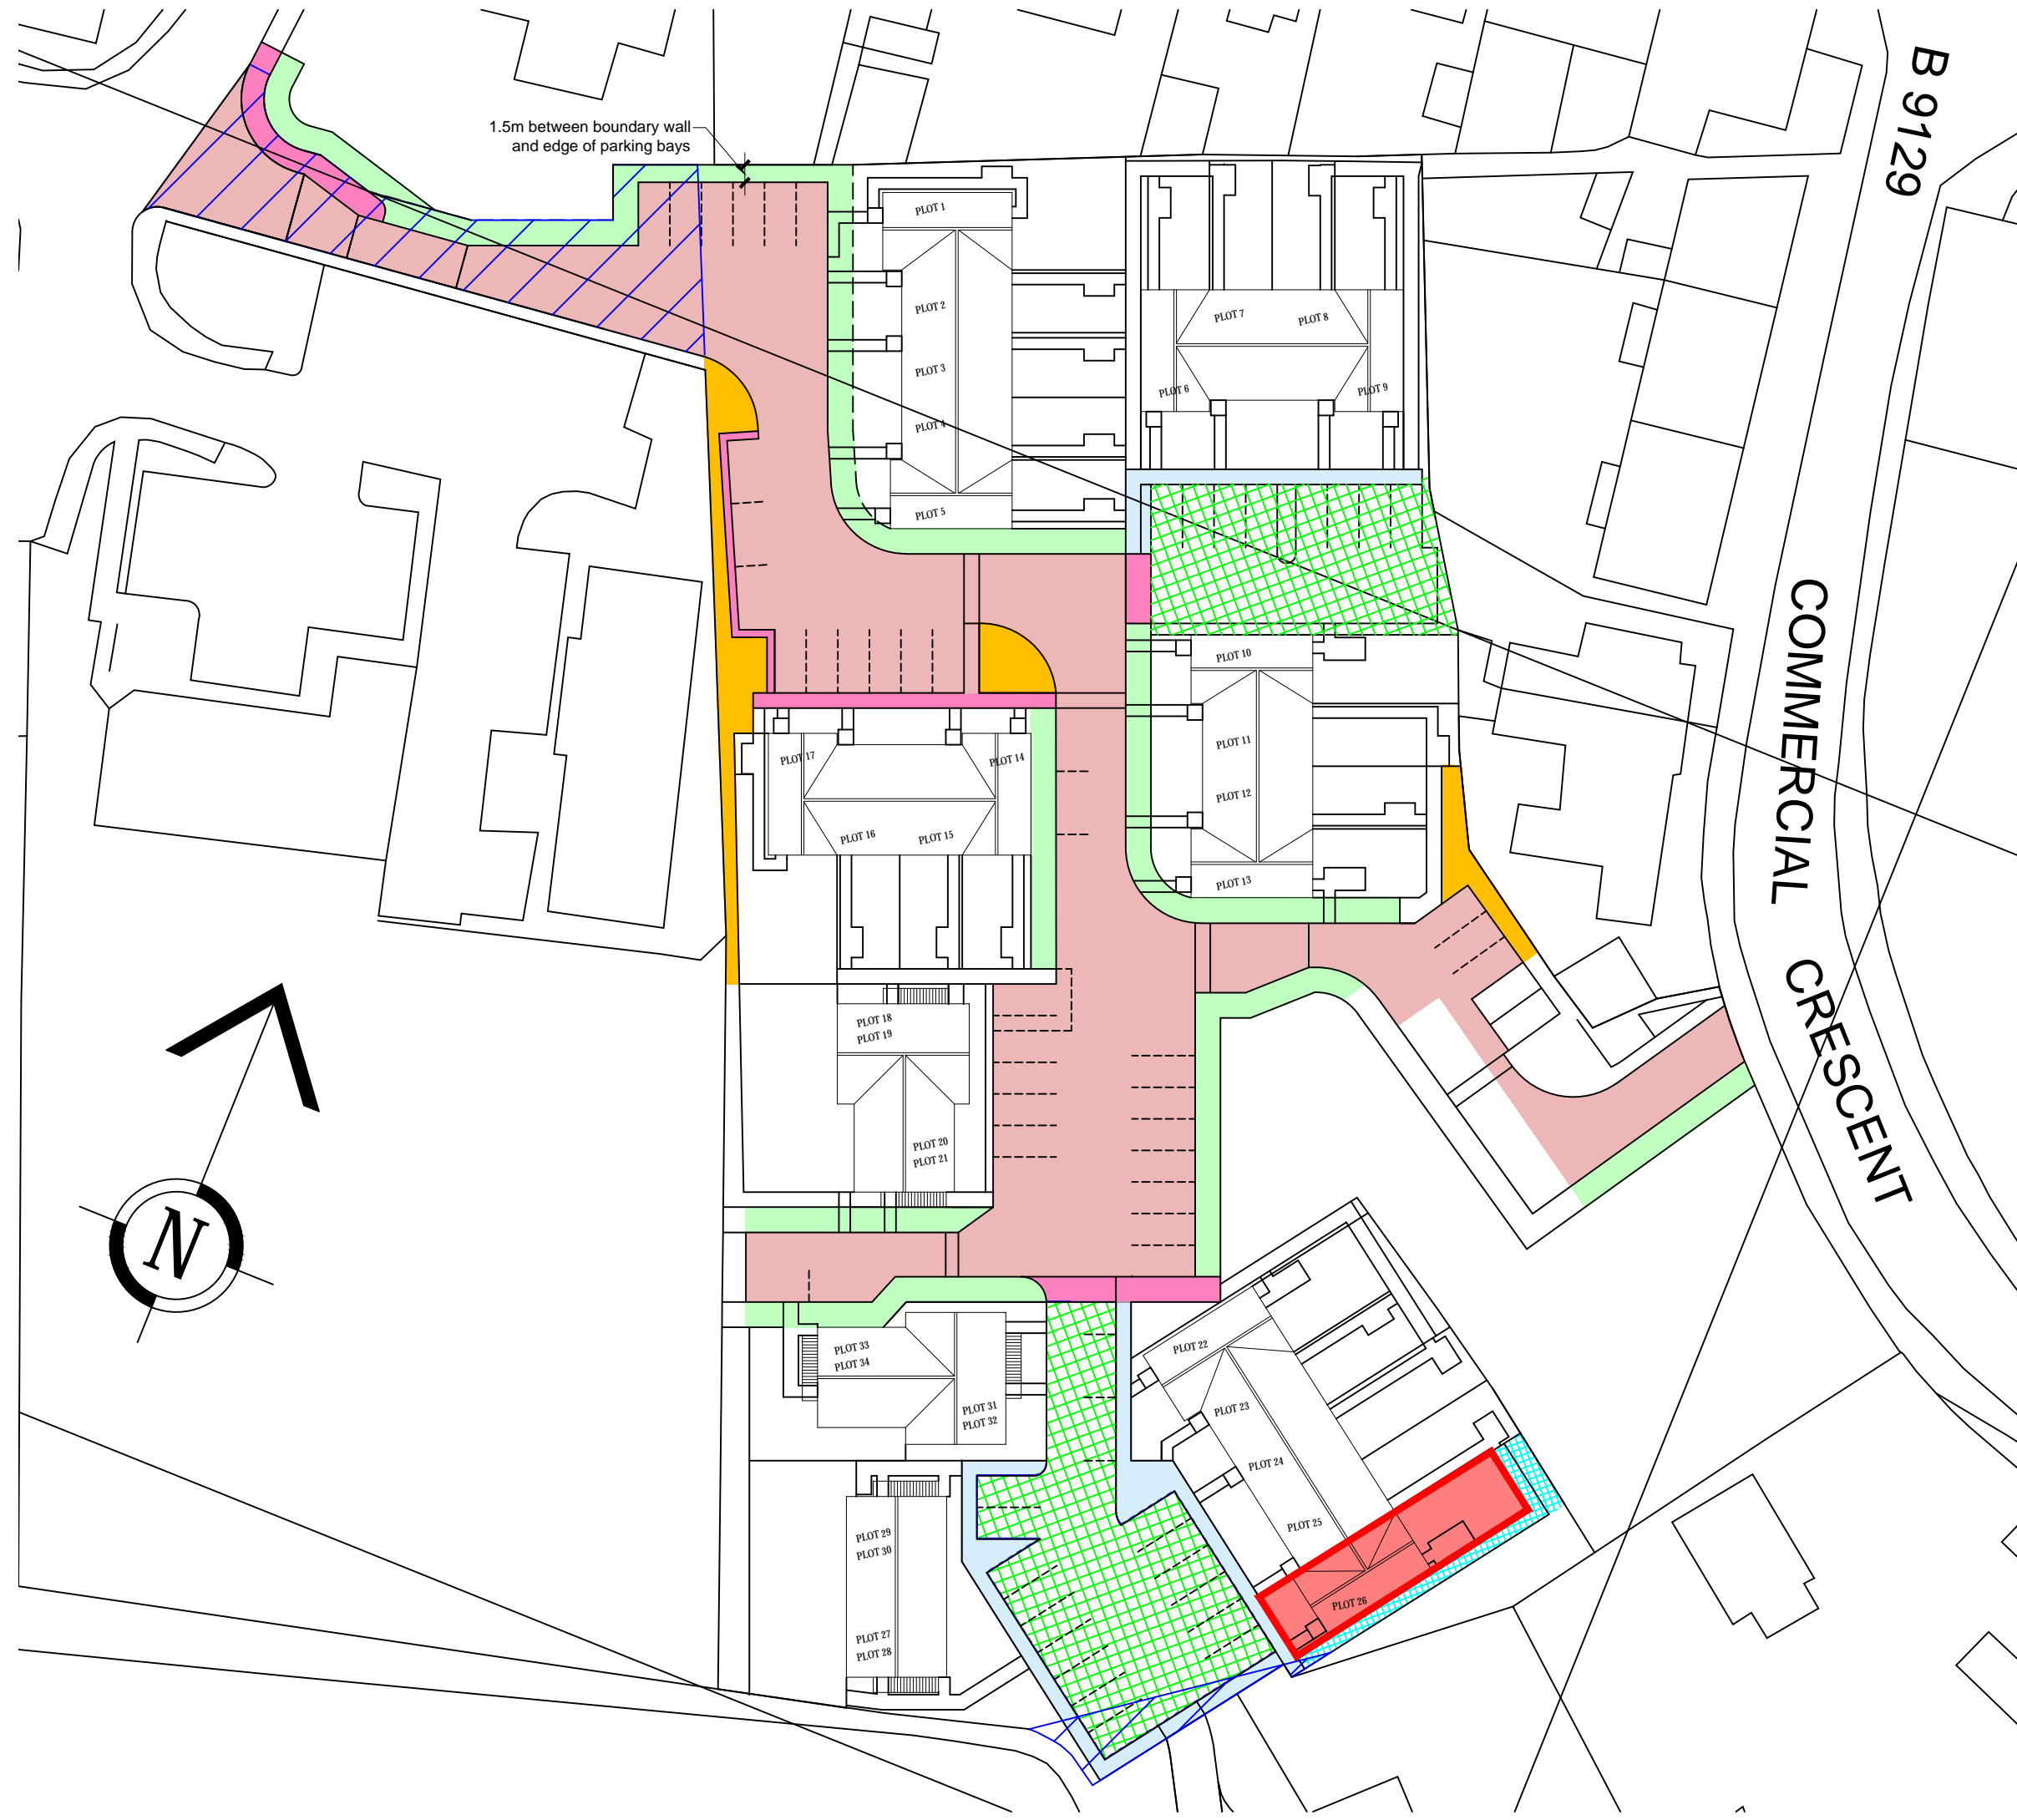 B 9129
1.5m between boundary wall
and edge of parking bays
PLOT 1
PLOT 2
PLOT 3
PLOT 4
PLOT 5
PLOT 7
PLOT 8
PLOT 6
PLOT 9
COMMERCIAL CRESCENT
PLOT 10
PLOT 11
PLOT 12
PLOT 13
PLOT 17
PLOT 14
PLOT 16
PLOT 15
PLOT 18
PLOT 19
PLOT 20
PLOT 21
N
PLOT 33
PLOT 34
PLOT 31
PLOT 32
PLOT 22
PLOT 23
PLOT 24
PLOT 25
PLOT 26
PLOT 29
PLOT 30
PLOT 27
PLOT 28